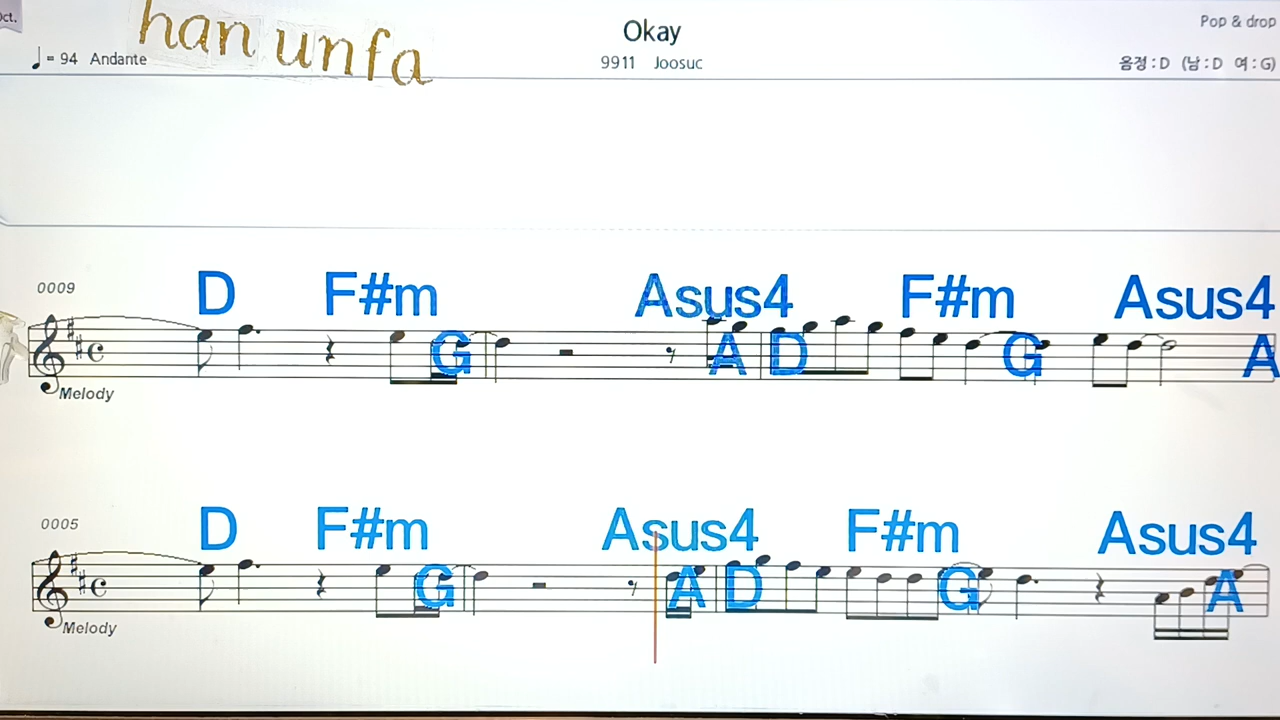 Oct.
han unfa
Okay
Pop & drop
♩= 94 Andante
9911 Joosuc
음정 : D (남 : D 여 : G)
0009
D F#m Asus4 F#m Asus4
G A D G A
Melody
0005
D F#m Asus4 F#m Asus4
G A D G A
Melody